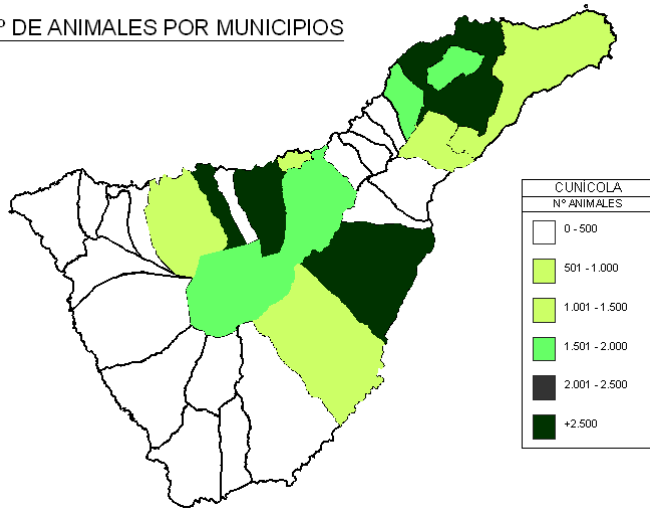 º DE ANIMALES POR MUNICIPIOS
CUNÍCOLA
Nº ANIMALES
0 - 500
501 - 1.000
1.001 - 1.500
1.501 - 2.000
2.001 - 2.500
+2.500